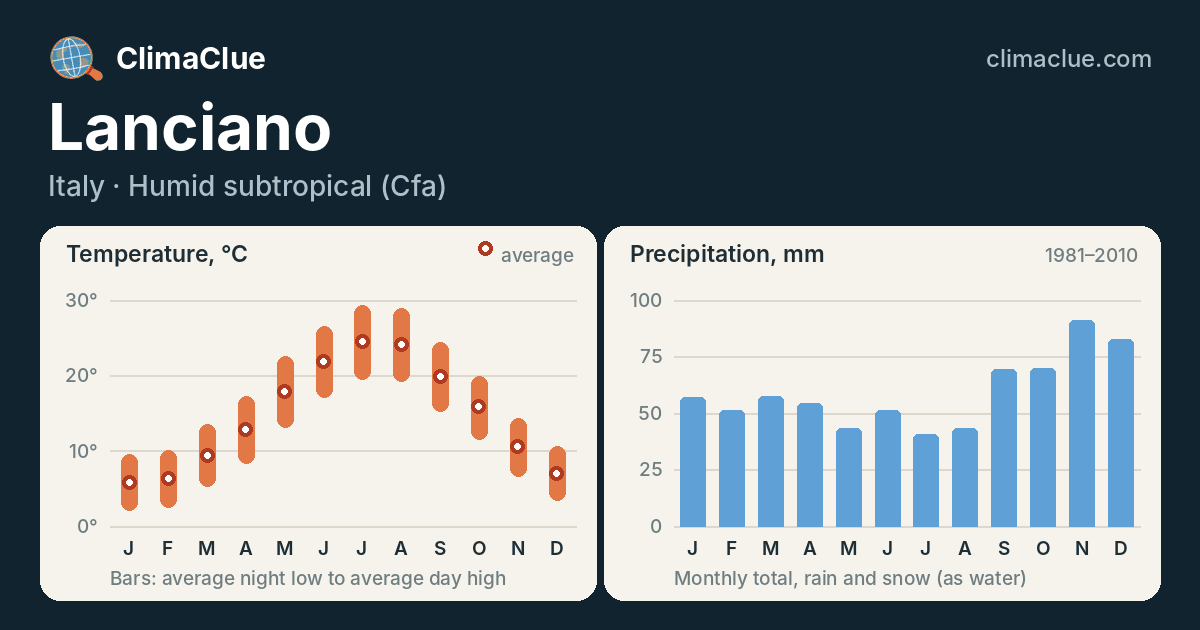 ClimaClue
climaclue.com
Lanciano
Italy · Humid subtropical (Cfa)
Temperature, °C
average
30°
20°
10°
0°
J F M A M J J A S O N D
Bars: average night low to average day high
Precipitation, mm
1981–2010
100
75
50
25
0
J F M A M J J A S O N D
Monthly total, rain and snow (as water)